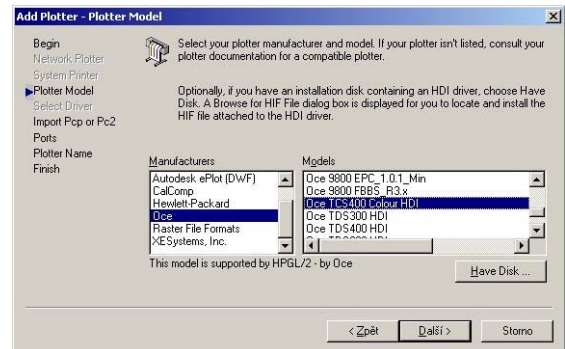 Add Plotter - Plotter Model
Begin
Network Plotter
System Printer
Plotter Model
Select Driver
Import Pcp or Pc2
Ports
Plotter Name
Finish
Select your plotter manufacturer and model. If your plotter isn't listed, consult your
plotter documentation for a compatible plotter.
Optionally, if you have an installation disk containing an HDI driver, choose Have
Disk. A Browse for HIF File dialog box is displayed for you to locate and install the
HIF file attached to the HDI driver.
Manufacturers
Autodesk ePlot (DWF)
CalComp
Hewlett-Packard
Oce
Raster File Formats
XESystems, Inc.
Models
Oce 9800 EPC_1.0.1_Min
Oce 9800 FBBS_R3.x
Oce TCS400 Colour HDI
Oce TDS300 HDI
Oce TDS400 HDI
This model is supported by HPGL/2 - by Oce
Have Disk ...
< Zpět
Další >
Storno